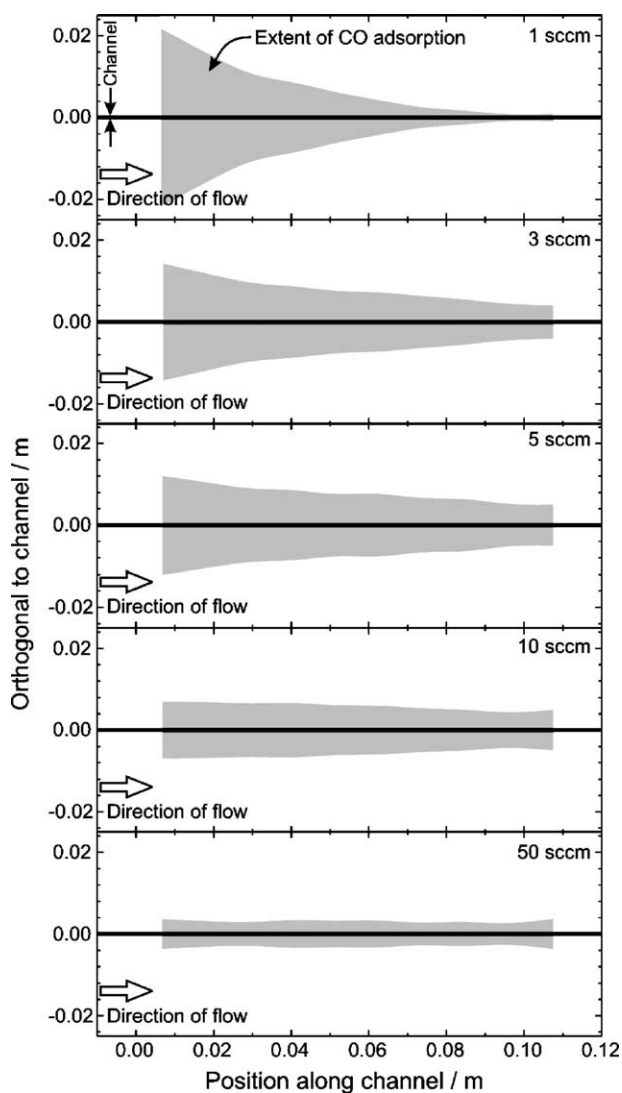 0.02
Extent of CO adsorption
1 sccm
Channel
0.00
-0.02
Direction of flow
0.02
3 sccm
0.00
-0.02
Direction of flow
0.02
5 sccm
0.00
-0.02
Direction of flow
0.02
10 sccm
0.00
-0.02
Direction of flow
0.02
50 sccm
0.00
-0.02
Direction of flow
Orthogonal to channel / m
0.00 0.02 0.04 0.06 0.08 0.10 0.12
Position along channel / m